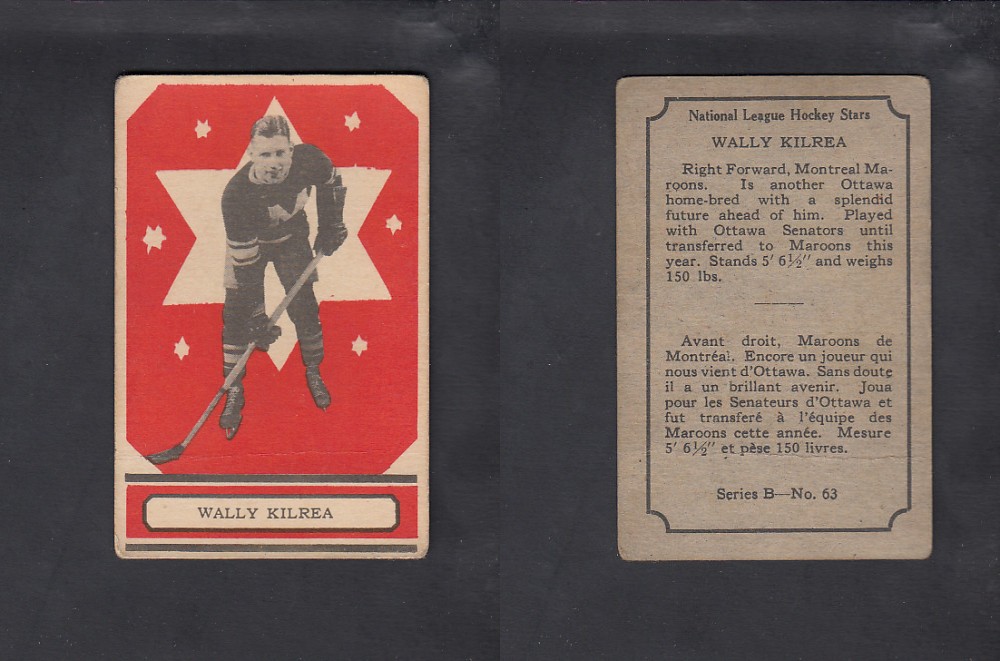 WALLY KILREA
National League Hockey Stars
WALLY KILREA
Right Forward, Montreal Ma-
roons. Is another Ottawa
home-bred with a splendid
future ahead of him. Played
with Ottawa Senators until
transferred to Maroons this
year. Stands 5' 6½" and weighs
150 lbs.
Avant droit, Maroons de
Montréal. Encore un joueur qui
nous vient d'Ottawa. Sans doute
il a un brillant avenir. Joua
pour les Senateurs d'Ottawa et
fut transferé à l'équipe des
Maroons cette année. Mesure
5' 6½" et pèse 150 livres.
Series B—No. 63